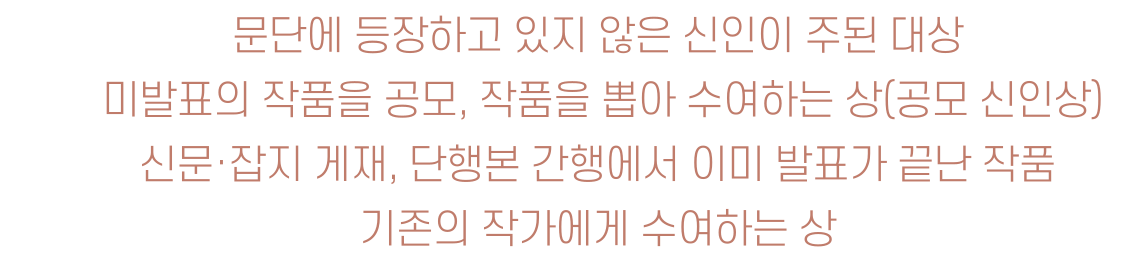 문단에 등장하고 있지 않은 신인이 주된 대상
미발표의 작품을 공모, 작품을 뽑아 수여하는 상(공모 신인상)
신문·잡지 게재, 단행본 간행에서 이미 발표가 끝난 작품
기존의 작가에게 수여하는 상